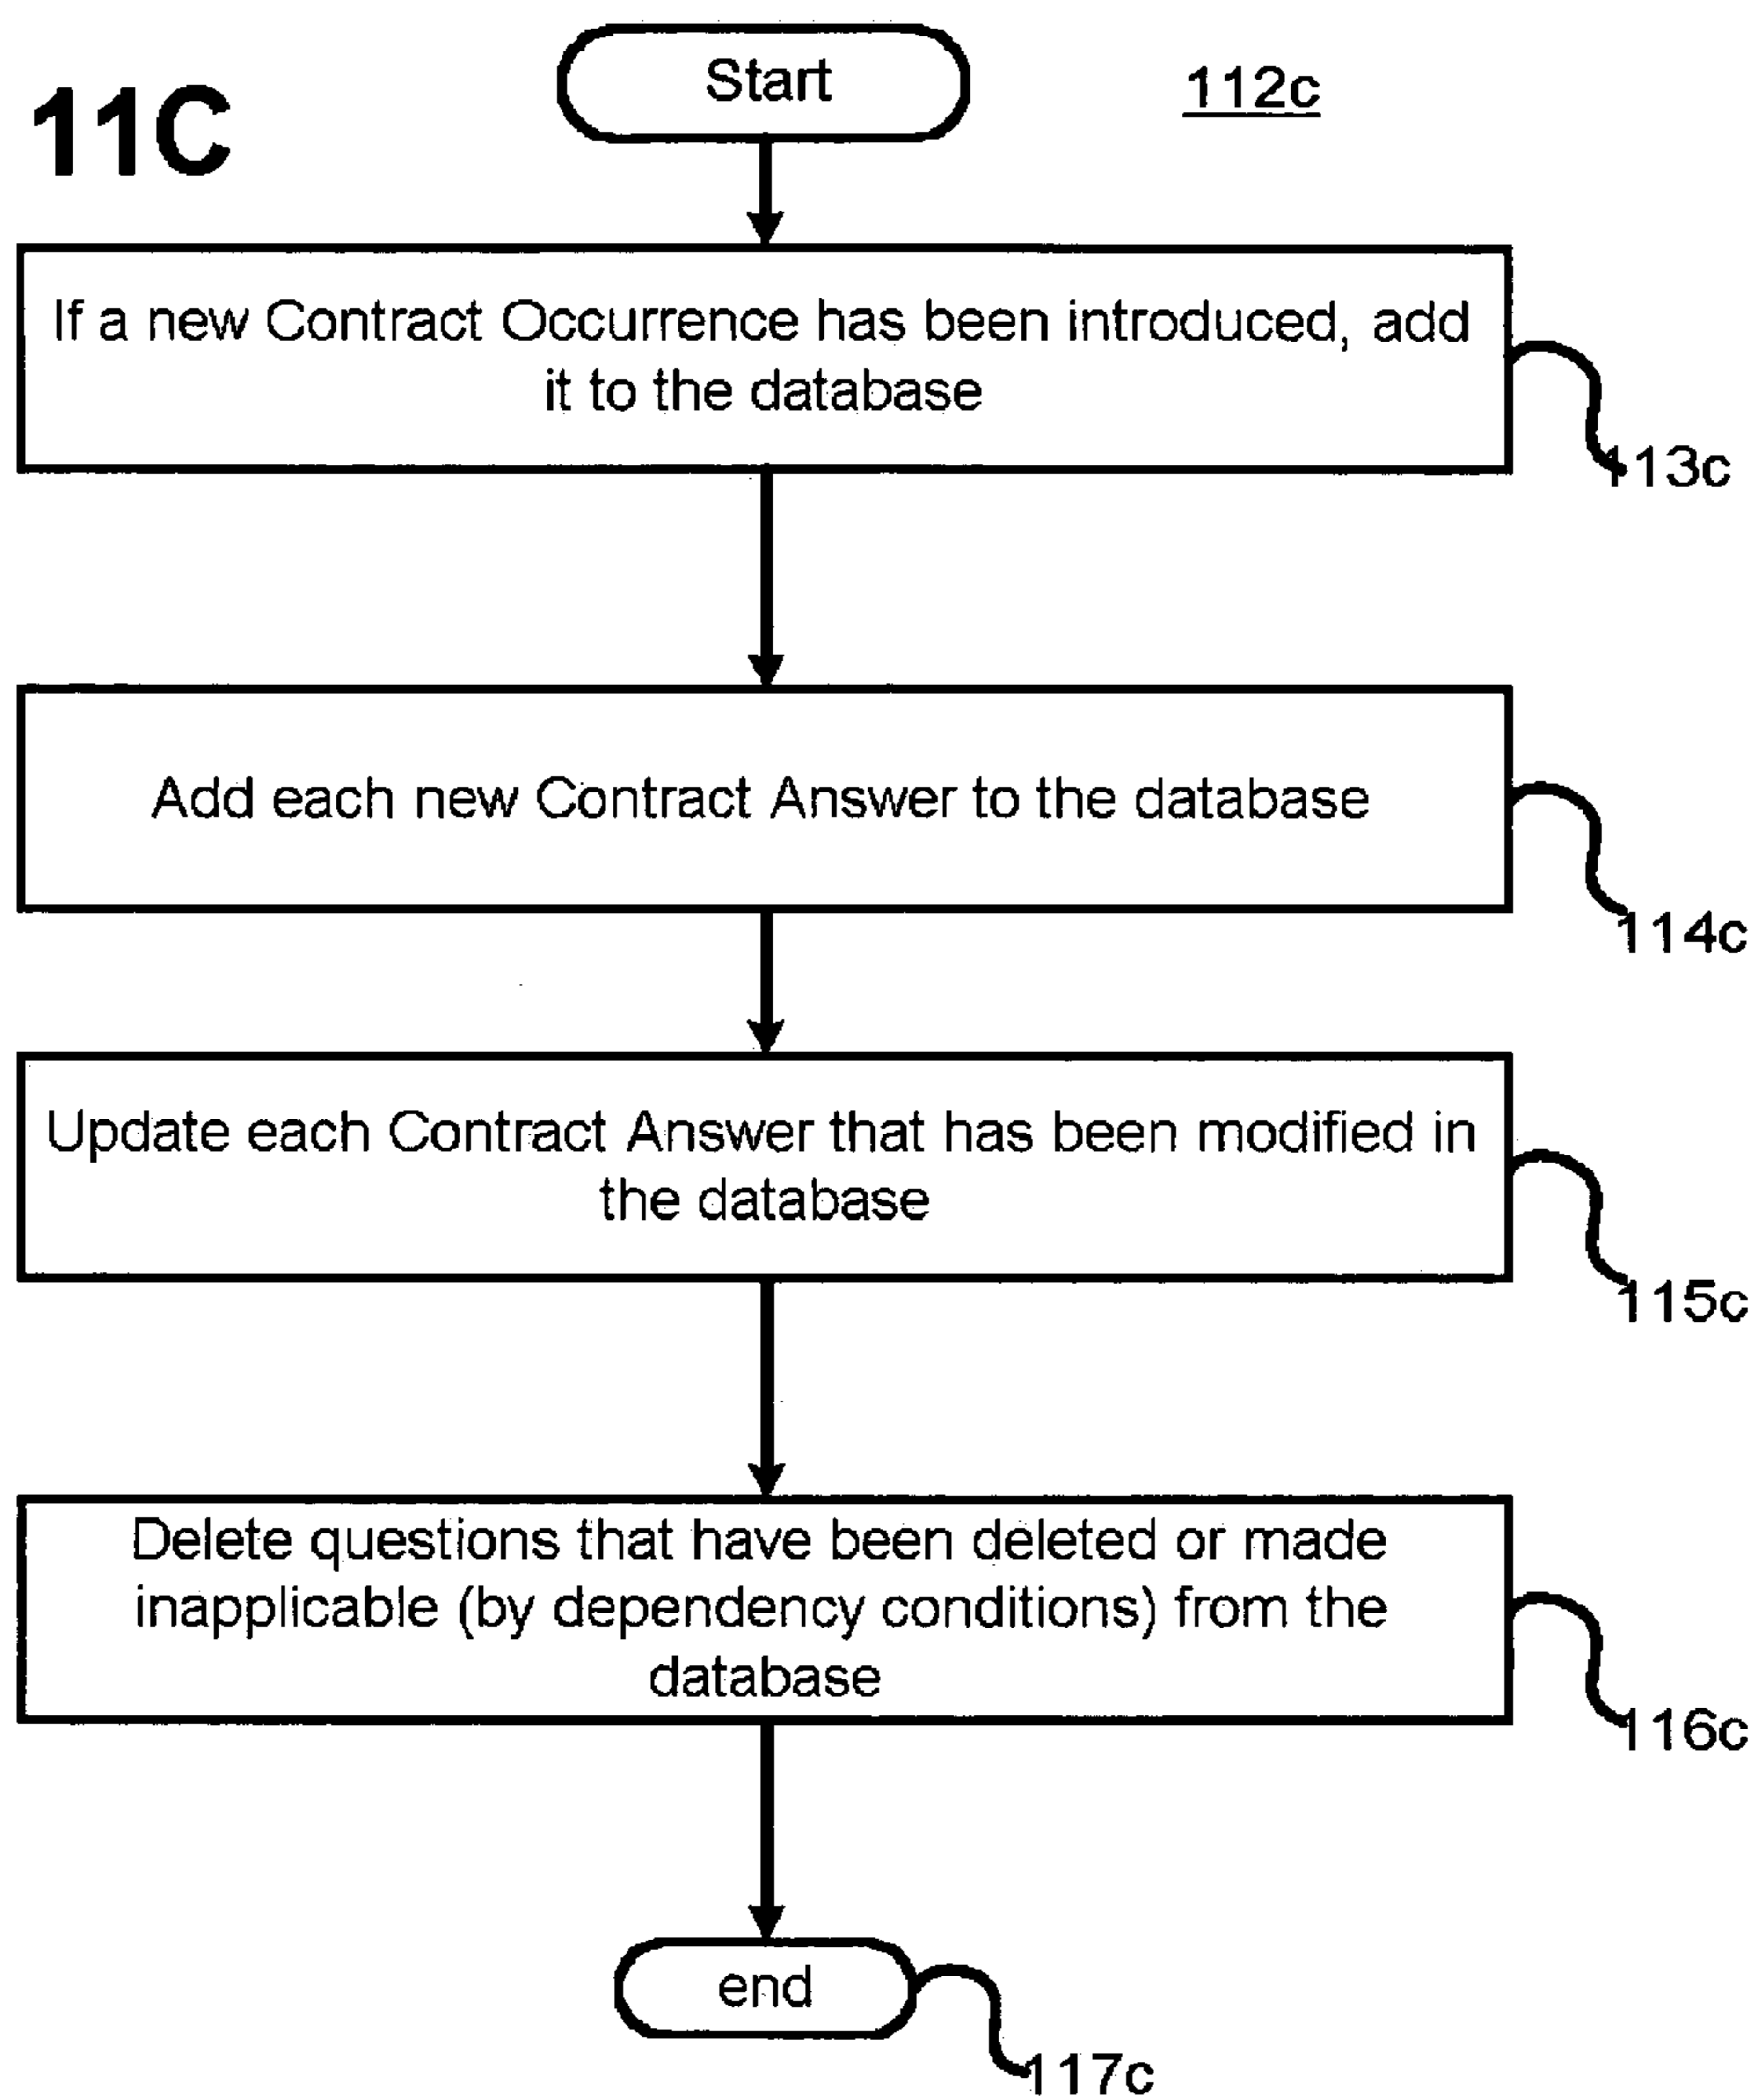 11C
Start
112c
If a new Contract Occurrence has been introduced, add
it to the database
113c
Add each new Contract Answer to the database
114c
Update each Contract Answer that has been modified in
the database
115c
Delete questions that have been deleted or made
inapplicable (by dependency conditions) from the
database
116c
end
117c